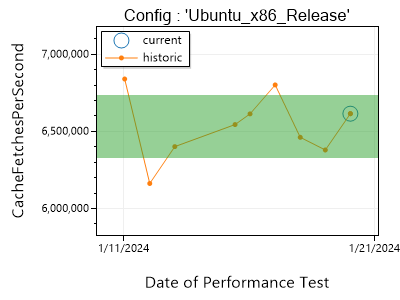 Config : 'Ubuntu_x86_Release'
current
historic
7,000,000
6,500,000
6,000,000
CacheFetchesPerSecond
1/11/2024
1/21/2024
Date of Performance Test